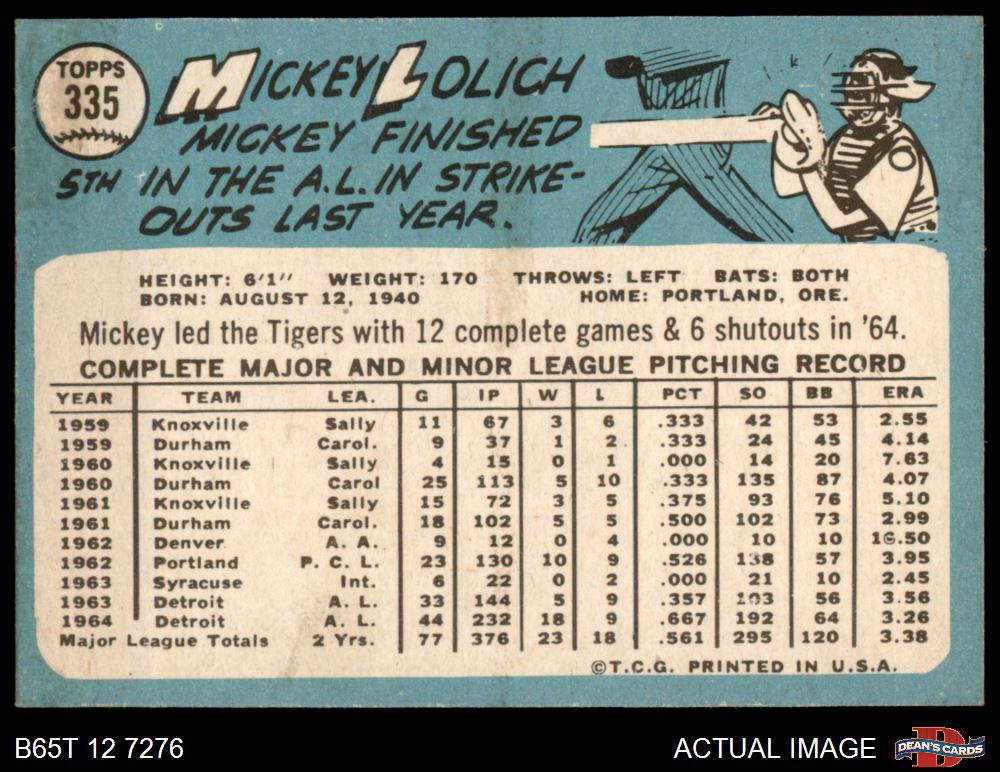 TOPPS
335
MICKEY LOLICH
MICKEY FINISHED
5TH IN THE A.L. IN STRIKE-
OUTS LAST YEAR.
HEIGHT: 6'1" WEIGHT: 170 THROWS: LEFT BATS: BOTH
BORN: AUGUST 12, 1940 HOME: PORTLAND, ORE.
Mickey led the Tigers with 12 complete games & 6 shutouts in '64.
COMPLETE MAJOR AND MINOR LEAGUE PITCHING RECORD
YEAR TEAM LEA. G IP W L PCT SO BB ERA
1959 Knoxville Sally 11 67 3 6 .333 42 53 2.55
1959 Durham Carol. 9 37 1 2 .333 24 45 4.14
1960 Knoxville Sally 4 15 0 1 .000 14 20 7.63
1960 Durham Carol 25 113 5 10 .333 135 87 4.07
1961 Knoxville Sally 15 72 3 5 .375 93 76 5.10
1961 Durham Carol. 18 102 5 5 .500 102 73 2.99
1962 Denver A. A. 9 12 0 4 .000 10 10 16.50
1962 Portland P. C. L. 23 130 10 9 .526 138 57 3.95
1963 Syracuse Int. 6 22 0 2 .000 21 10 2.45
1963 Detroit A. L. 33 144 5 9 .357 103 56 3.56
1964 Detroit A. L. 44 232 18 9 .667 192 64 3.26
Major League Totals 2 Yrs. 77 376 23 18 .561 295 120 3.38
©T.C.G. PRINTED IN U.S.A.
B65T 12 7276 ACTUAL IMAGE DEAN'S CARDS